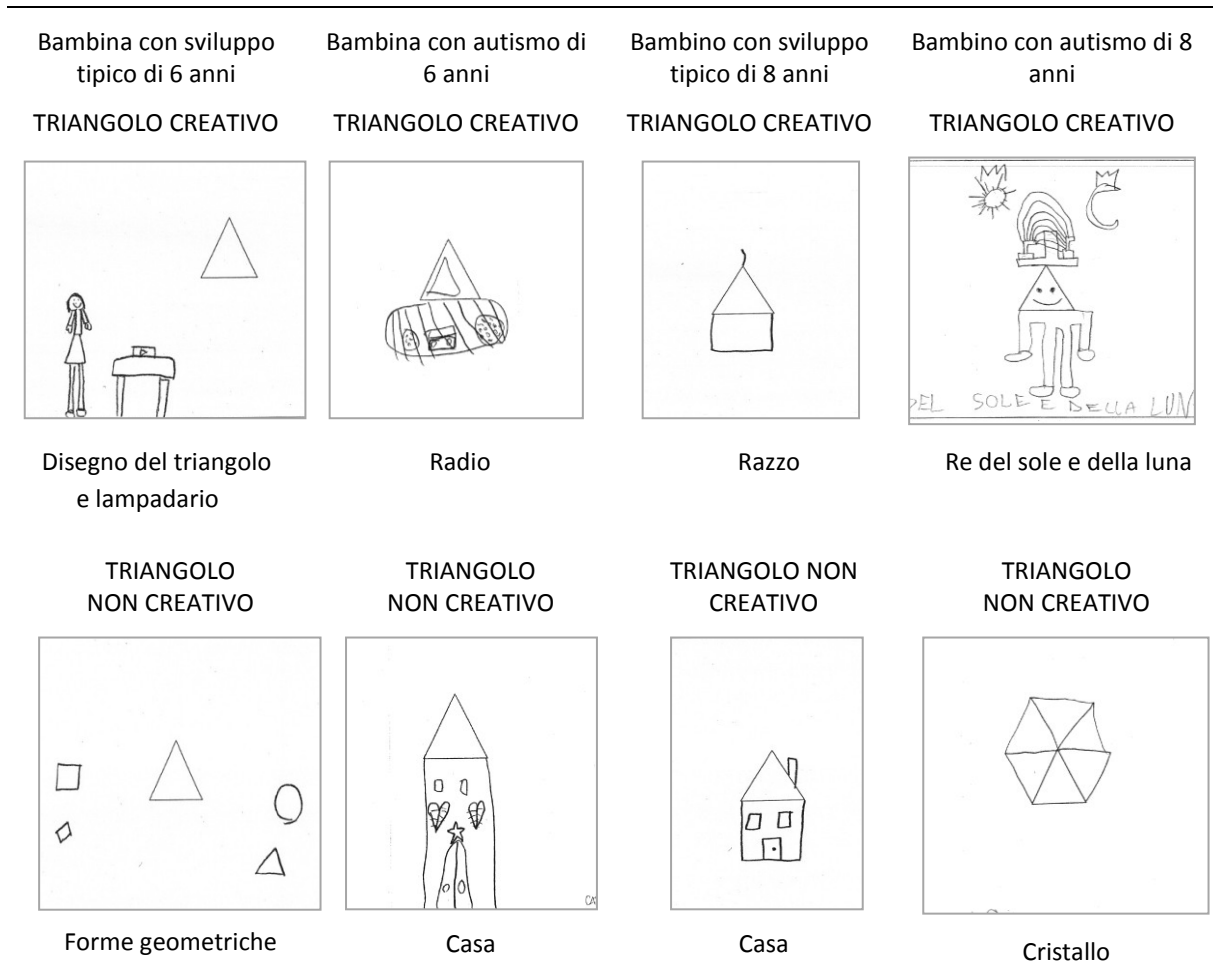 Bambina con sviluppo
tipico di 6 anni
Bambina con autismo di
6 anni
Bambino con sviluppo
tipico di 8 anni
Bambino con autismo di 8
anni
TRIANGOLO CREATIVO
TRIANGOLO CREATIVO
TRIANGOLO CREATIVO
TRIANGOLO CREATIVO
DEL SOLE E DELLA LUN
Disegno del triangolo
e lampadario
Radio
Razzo
Re del sole e della luna
TRIANGOLO
NON CREATIVO
TRIANGOLO
NON CREATIVO
TRIANGOLO NON
CREATIVO
TRIANGOLO
NON CREATIVO
Forme geometriche
Casa
Casa
Cristallo